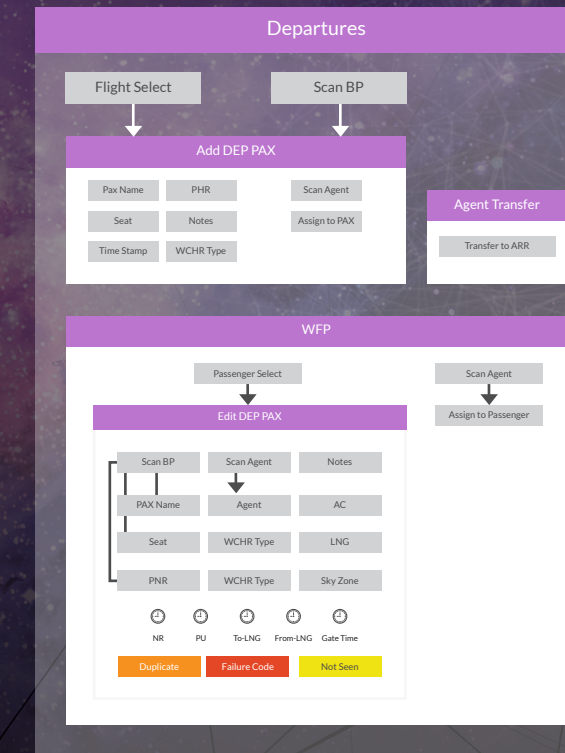 Departures
Flight Select
Scan BP
Add DEP PAX
Pax Name
PHR
Scan Agent
Seat
Notes
Assign to PAX
Time Stamp
WCHR Type
Agent Transfer
Transfer to ARR
WFP
Passenger Select
Scan Agent
Edit DEP PAX
Assign to Passenger
Scan BP
Scan Agent
Notes
PAX Name
Agent
AC
Seat
WCHR Type
LNG
PNR
WCHR Type
Sky Zone
NR
PU
To-LNG
From-LNG
Gate Time
Duplicate
Failure Code
Not Seen